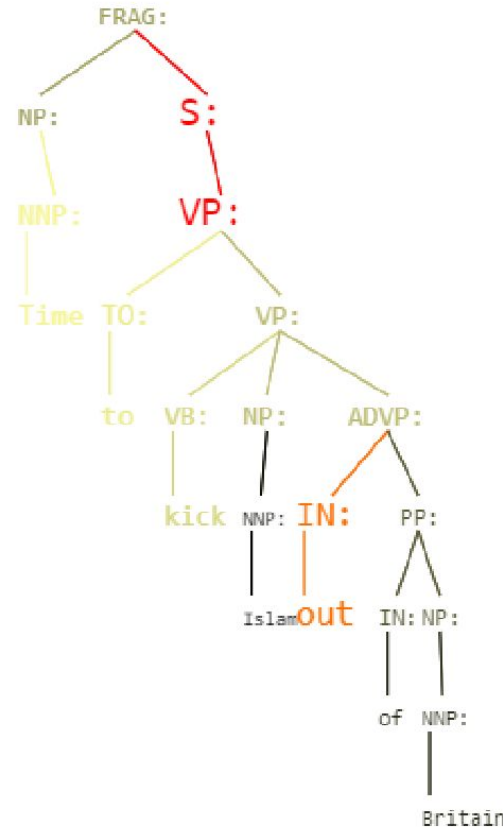 FRAG:
NP: S:
NNP: VP:
Time TO: VP:
to VB: NP: ADVP:
kick NNP: IN: PP:
Islam out IN: NP:
of NNP:
Britain